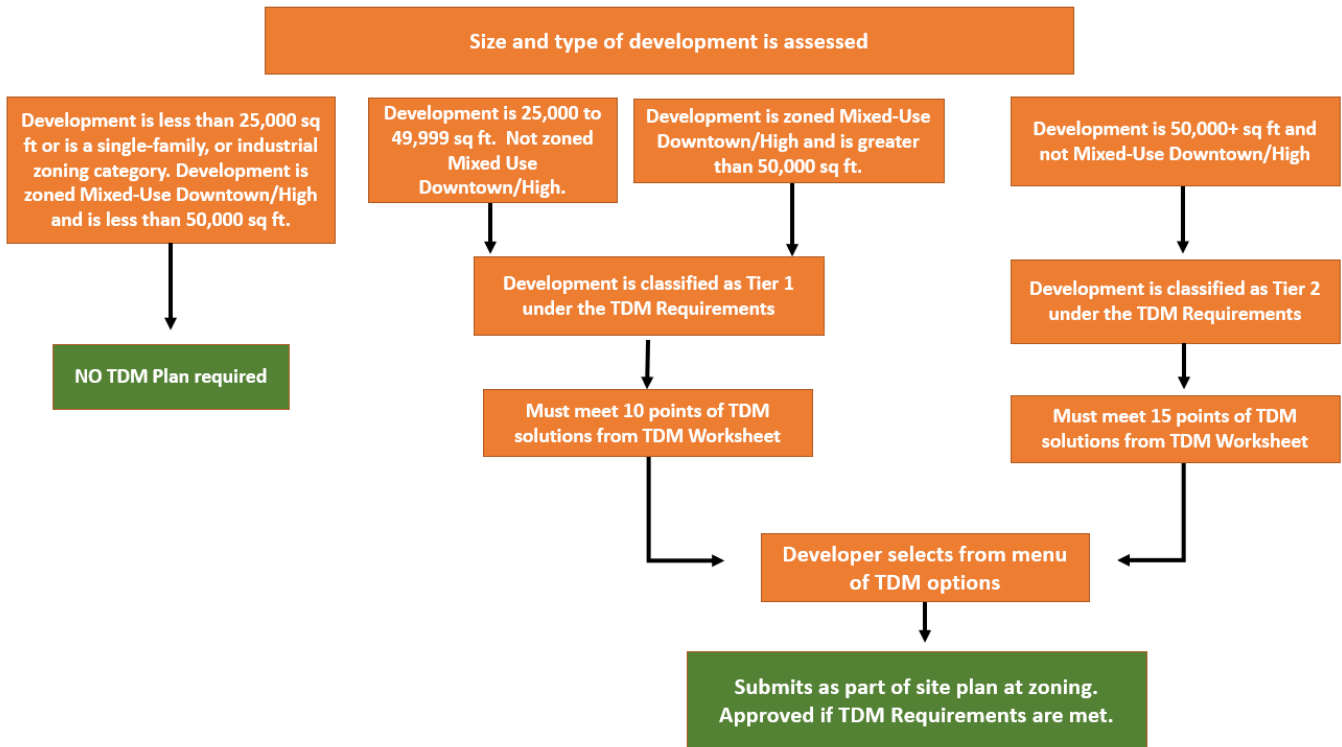 Size and type of development is assessed
Development is less than 25,000 sq
ft or is a single-family, or industrial
zoning category. Development is
zoned Mixed-Use Downtown/High
and is less than 50,000 sq ft.
Development is 25,000 to
49,999 sq ft.  Not zoned
Mixed Use
Downtown/High.
Development is zoned Mixed-Use
Downtown/High and is greater
than 50,000 sq ft.
Development is 50,000+ sq ft and
not Mixed-Use Downtown/High
Development is classified as Tier 1
under the TDM Requirements
Development is classified as Tier 2
under the TDM Requirements
NO TDM Plan required
Must meet 10 points of TDM
solutions from TDM Worksheet
Must meet 15 points of TDM
solutions from TDM Worksheet
Developer selects from menu
of TDM options
Submits as part of site plan at zoning.
Approved if TDM Requirements are met.